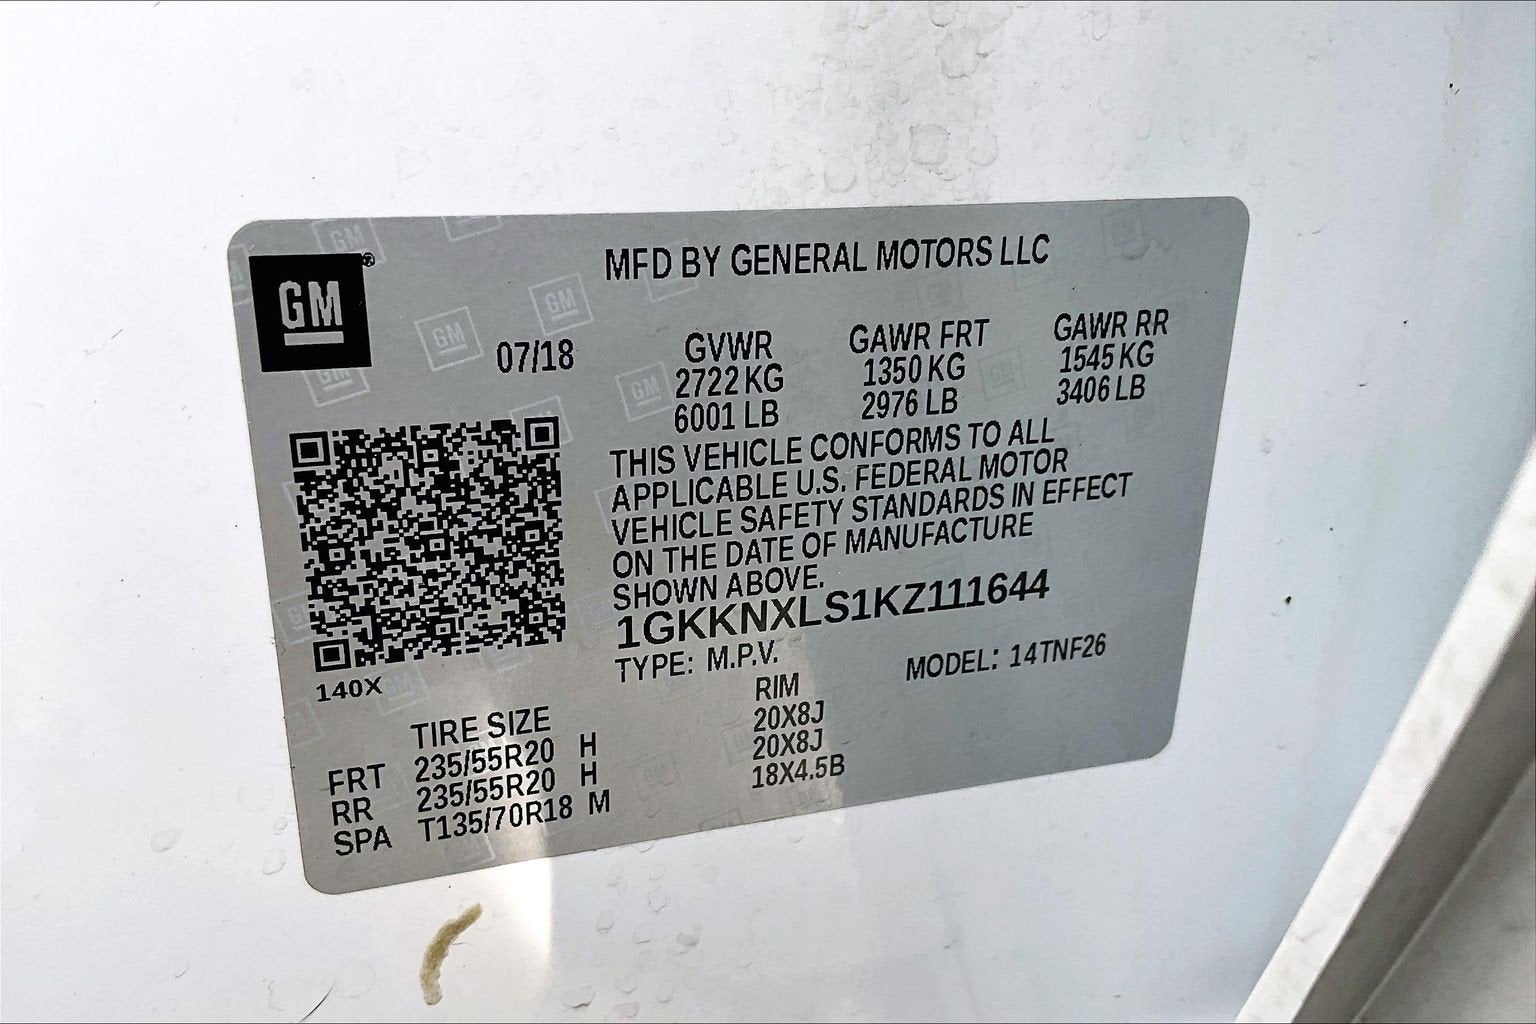 GM®
MFD BY GENERAL MOTORS LLC
07/18
GVWR GAWR FRT GAWR RR
2722 KG 1350 KG 1545 KG
6001 LB 2976 LB 3406 LB
THIS VEHICLE CONFORMS TO ALL
APPLICABLE U.S. FEDERAL MOTOR
VEHICLE SAFETY STANDARDS IN EFFECT
ON THE DATE OF MANUFACTURE
SHOWN ABOVE.
1GKKNXLS1KZ111644
TYPE: M.P.V. MODEL: 14TNF26
140X
TIRE SIZE RIM
FRT 235/55R20 H 20X8J
RR 235/55R20 H 20X8J
SPA T135/70R18 M 18X4.5B